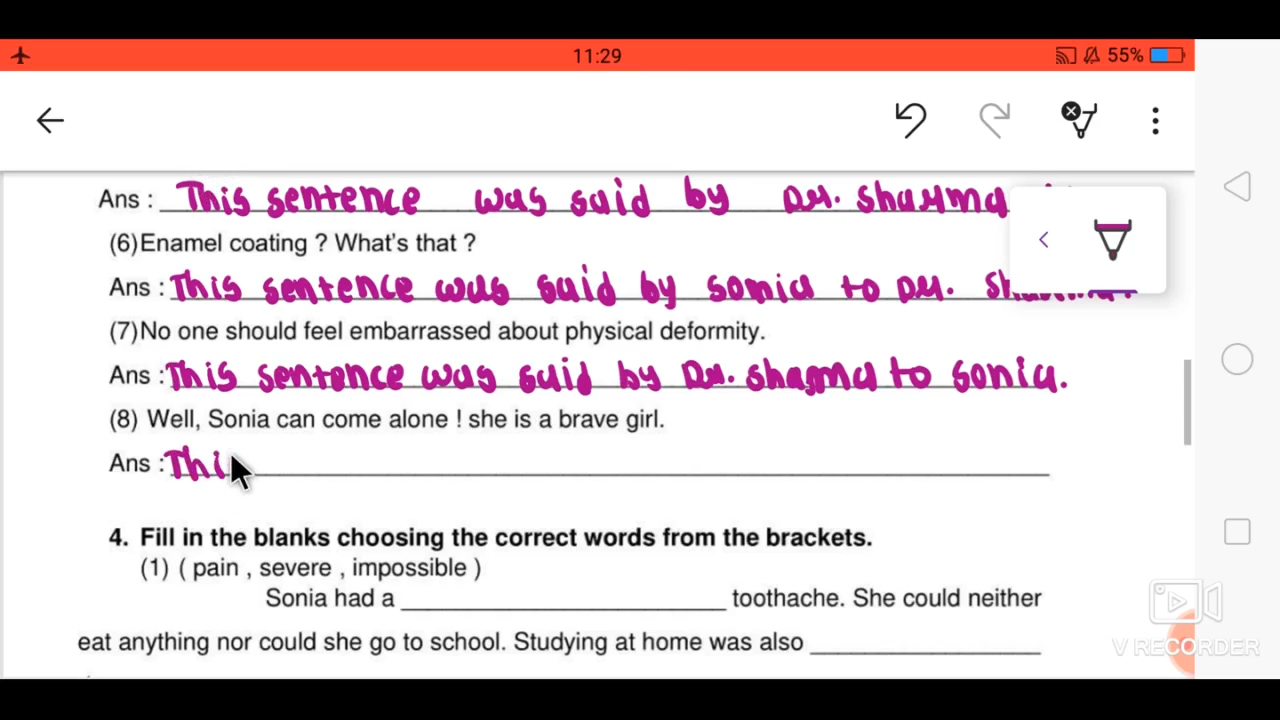 11:29
55%
Ans : This sentence was said by Dr. sharma
(6)Enamel coating ? What's that ?
Ans : This sentence was said by sonia to Dr.
(7)No one should feel embarrassed about physical deformity.
Ans : This sentence was said by Dr. sharma to sonia.
(8) Well, Sonia can come alone ! she is a brave girl.
Ans : Thi
4. Fill in the blanks choosing the correct words from the brackets.
(1) ( pain , severe , impossible )
Sonia had a ____________________ toothache. She could neither
eat anything nor could she go to school. Studying at home was also ______________
V RECORDER